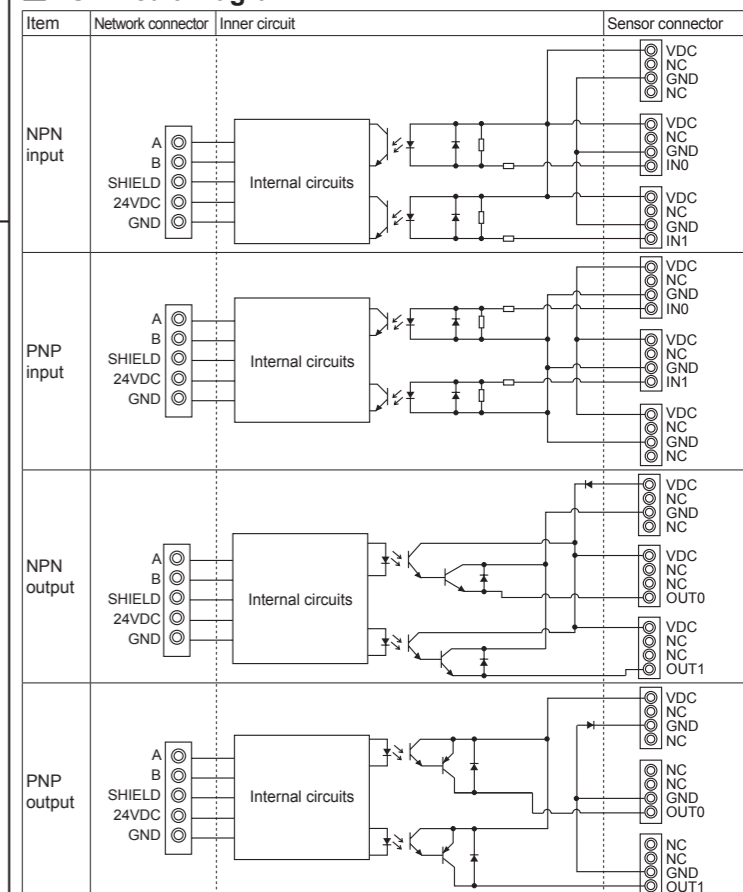 Item Network connector Inner circuit Sensor connector
NPN
input
A
B
SHIELD
24VDC
GND
Internal circuits
VDC
NC
GND
NC
VDC
NC
GND
IN0
VDC
NC
GND
IN1
PNP
input
A
B
SHIELD
24VDC
GND
Internal circuits
VDC
NC
GND
IN0
VDC
NC
GND
IN1
VDC
NC
GND
NC
NPN
output
A
B
SHIELD
24VDC
GND
Internal circuits
VDC
NC
GND
NC
VDC
NC
NC
OUT0
VDC
NC
NC
OUT1
PNP
output
A
B
SHIELD
24VDC
GND
Internal circuits
VDC
NC
GND
NC
NC
NC
GND
OUT0
NC
NC
GND
OUT1